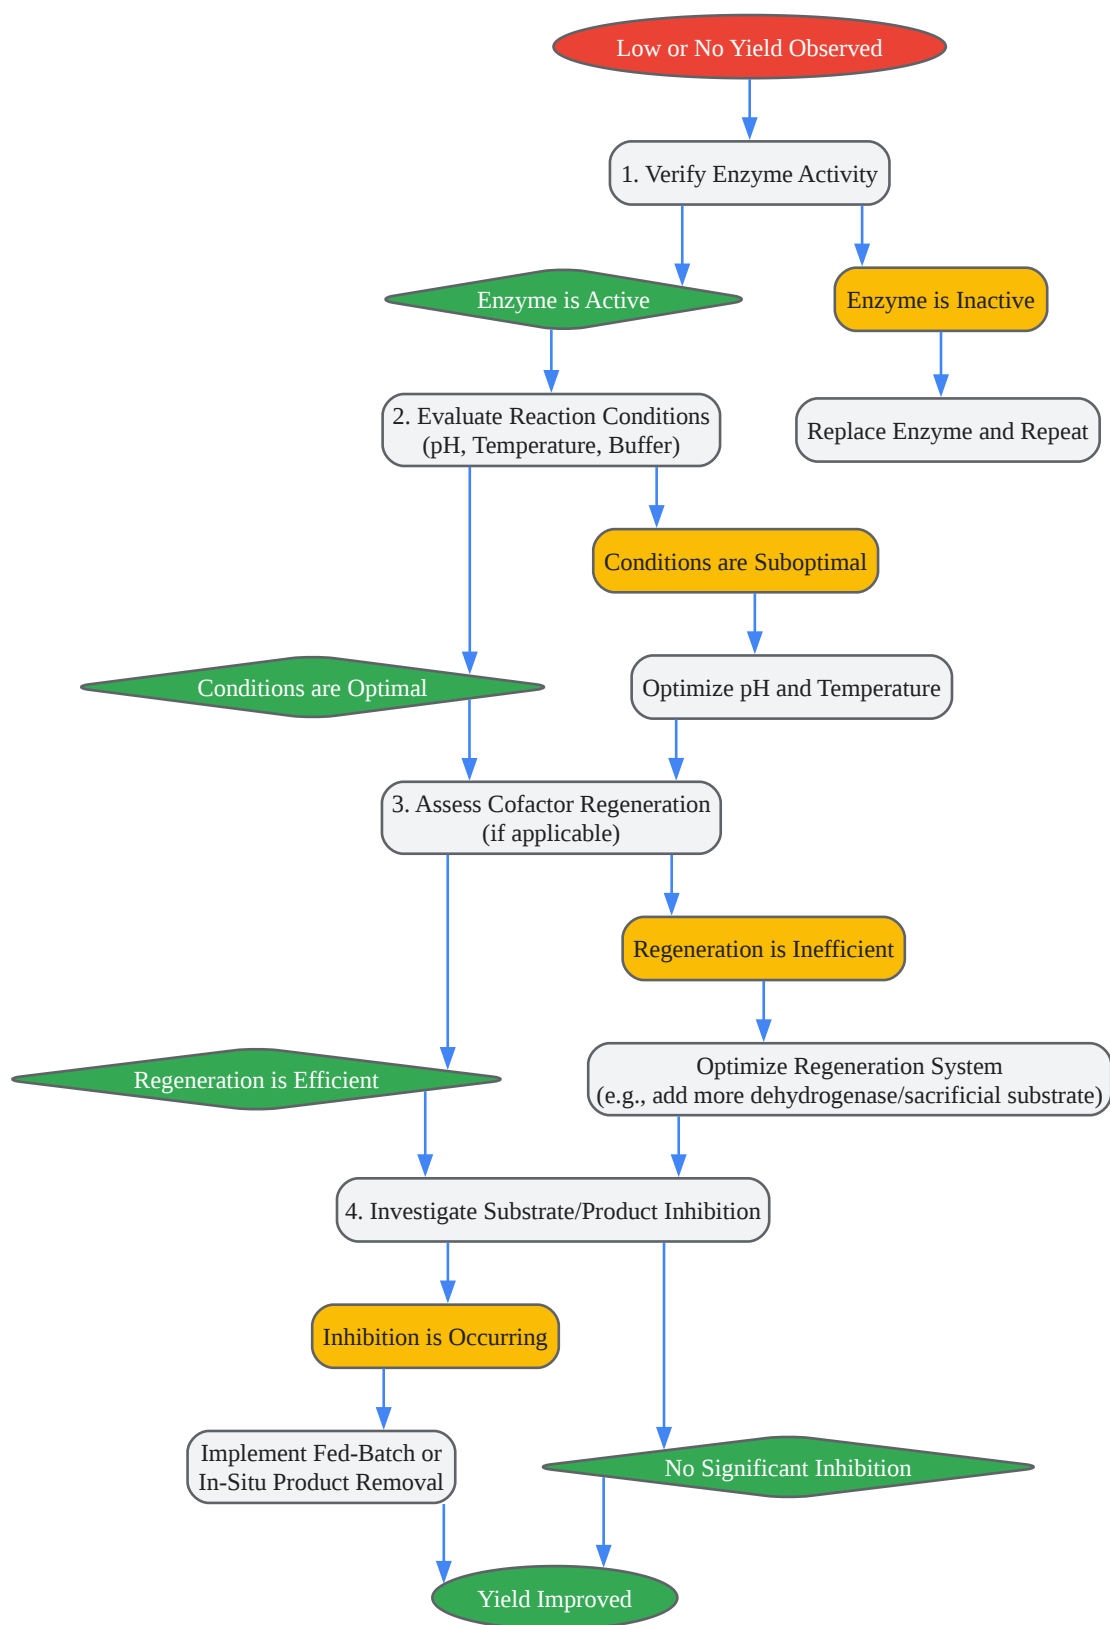 Low or No Yield Observed
1. Verify Enzyme Activity
Enzyme is Active
Enzyme is Inactive
2. Evaluate Reaction Conditions
(pH, Temperature, Buffer)
Replace Enzyme and Repeat
Conditions are Suboptimal
Conditions are Optimal
Optimize pH and Temperature
3. Assess Cofactor Regeneration
(if applicable)
Regeneration is Inefficient
Regeneration is Efficient
Optimize Regeneration System
(e.g., add more dehydrogenase/sacrificial substrate)
4. Investigate Substrate/Product Inhibition
Inhibition is Occurring
Implement Fed-Batch or
In-Situ Product Removal
No Significant Inhibition
Yield Improved